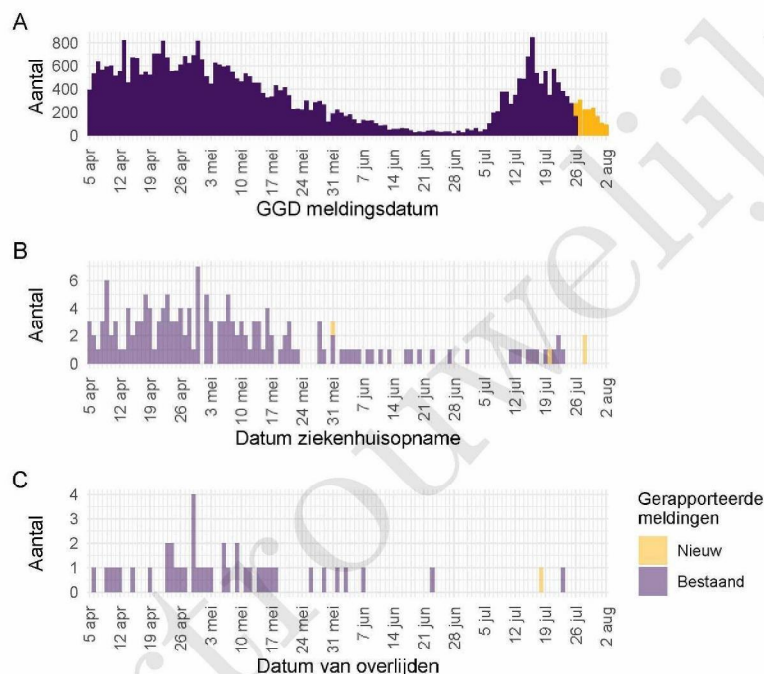 A
Aantal
800
600
400
200
0
5 apr
12 apr
19 apr
26 apr
3 mei
10 mei
17 mei
24 mei
31 mei
7 jun
14 jun
21 jun
28 jun
5 jul
12 jul
19 jul
26 jul
2 aug
GGD meldingsdatum
B
Aantal
6
4
2
0
5 apr
12 apr
19 apr
26 apr
3 mei
10 mei
17 mei
24 mei
31 mei
7 jun
14 jun
21 jun
28 jun
5 jul
12 jul
19 jul
26 jul
2 aug
Datum ziekenhuisopname
C
Aantal
4
3
2
1
0
5 apr
12 apr
19 apr
26 apr
3 mei
10 mei
17 mei
24 mei
31 mei
7 jun
14 jun
21 jun
28 jun
5 jul
12 jul
19 jul
26 jul
2 aug
Datum van overlijden
Gerapporteerde
meldingen
Nieuw
Bestaand
rtrouwelijk